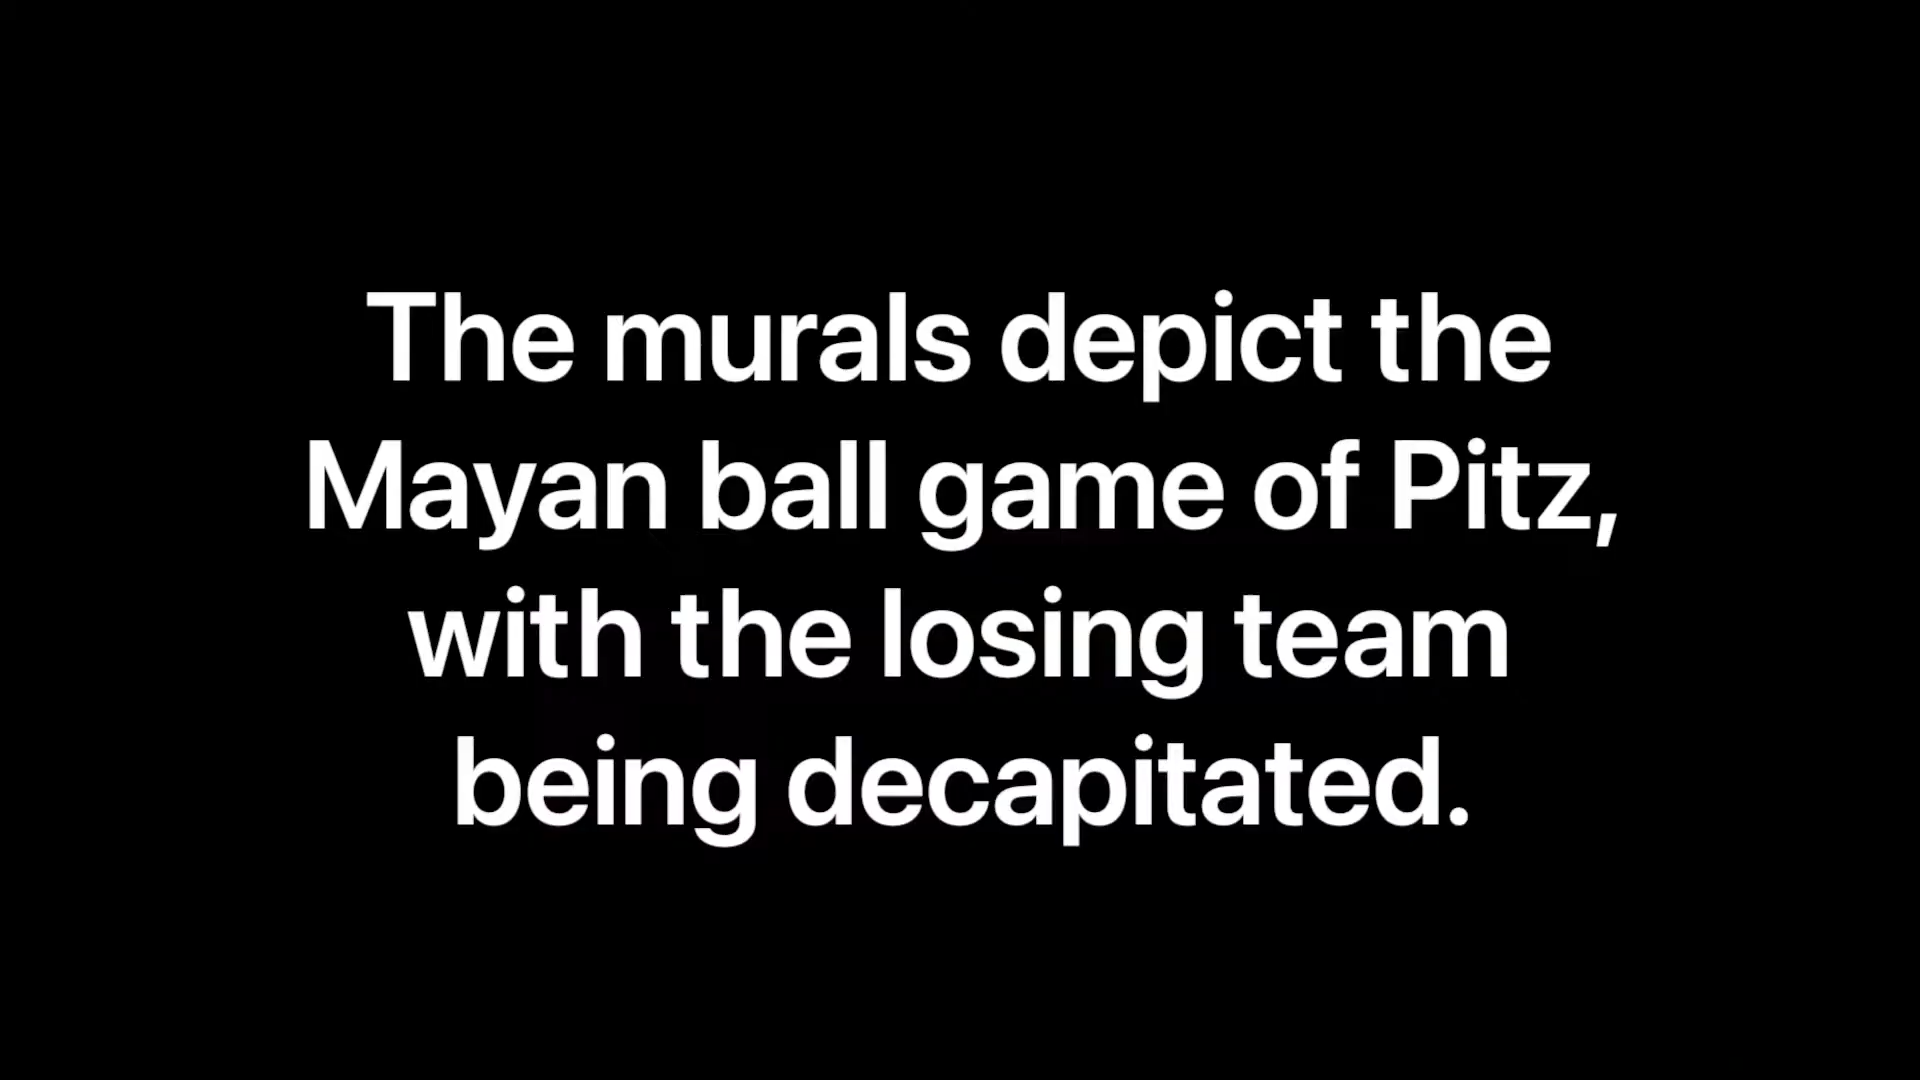 The murals depict the
Mayan ball game of Pitz,
with the losing team
being decapitated.